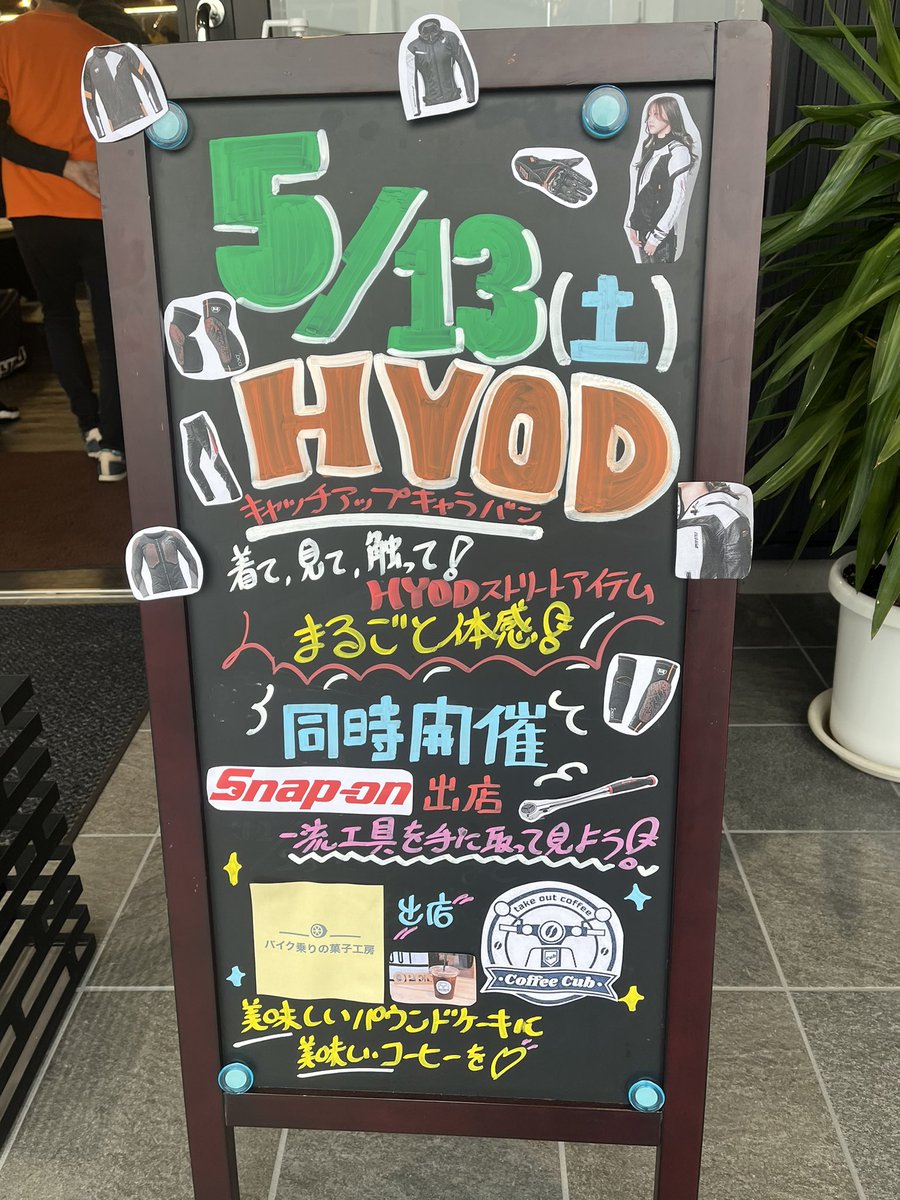 5/13(土)
HYOD
キャッチアップキャラバン
着て,見て,触って!
HYODストリートアイテム
まるごと体感!
同時開催
Snap-on 出店
一流工具を手に取って見よう!
バイク乗りの菓子工房
出店
OPEN
take out coffee
Coffee Cub
美味しいパウンドケーキに
美味い・コーヒーを♡